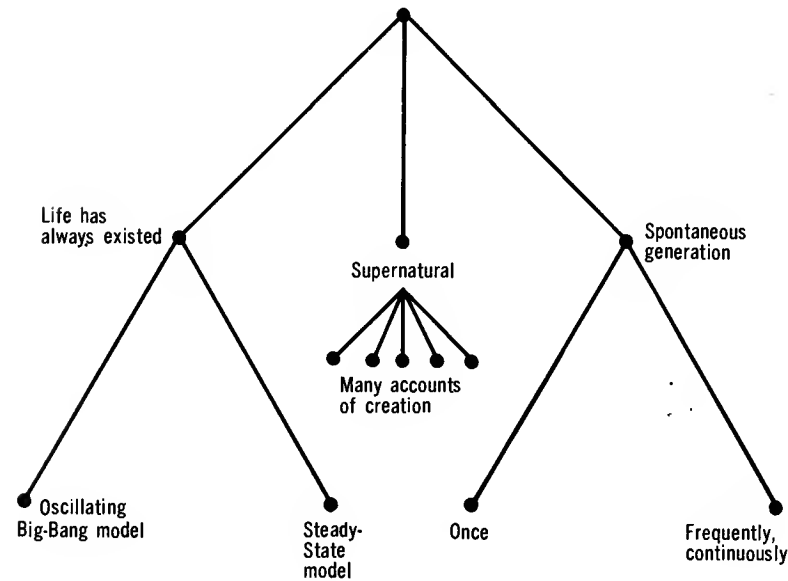 Life has
always existed
Spontaneous
generation
Supernatural
Many accounts
of creation
Oscillating
Big-Bang model
Steady-
State
model
Once
Frequently,
continuously